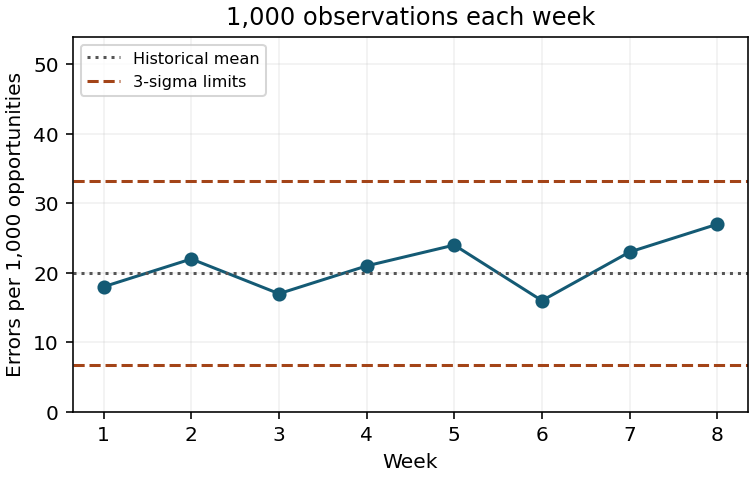 1,000 observations each week
Historical mean
3-sigma limits
Errors per 1,000 opportunities
50
40
30
20
10
0
1 2 3 4 5 6 7 8
Week